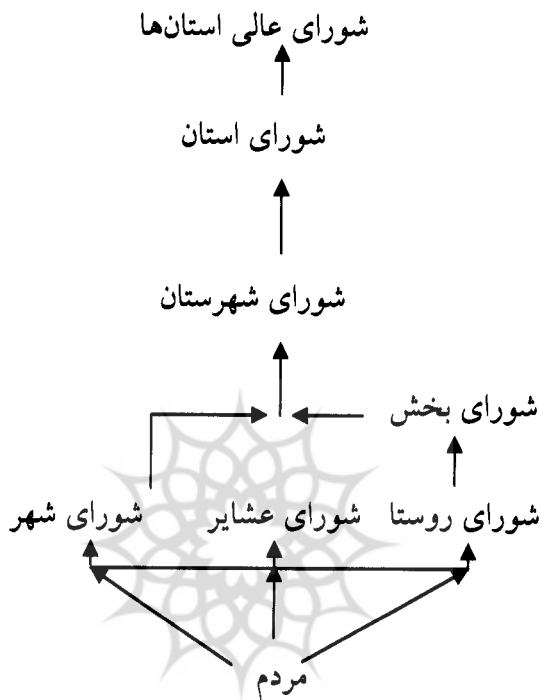 شورای عالی استان‌ها
شورای استان
شورای شهرستان
شورای بخش
شورای روستا شورای عشایر شورای شهر
مردم